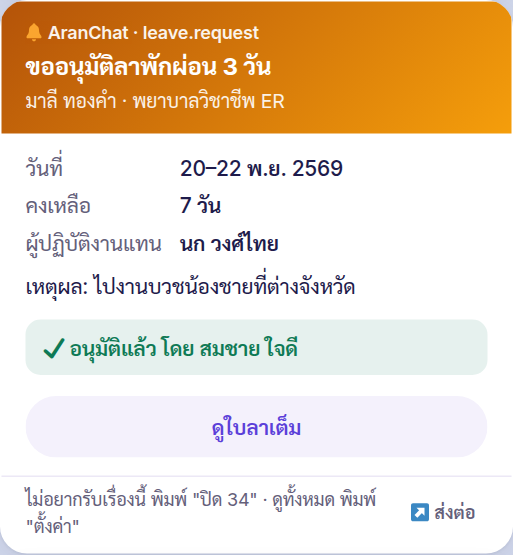 🔔 AranChat · leave.request
ขออนุมัติลาพักผ่อน 3 วัน
มาลี ทองคำ · พยาบาลวิชาชีพ ER
วันที่ 20–22 พ.ย. 2569
คงเหลือ 7 วัน
ผู้ปฏิบัติงานแทน นก วงศ์ไทย
เหตุผล: ไปงานบวชน้องชายที่ต่างจังหวัด
✓ อนุมัติแล้ว โดย สมชาย ใจดี
ดูใบลาเต็ม
ไม่อยากรับเรื่องนี้ พิมพ์ "ปิด 34" · ดูทั้งหมด พิมพ์
"ตั้งค่า"
↗ ส่งต่อ